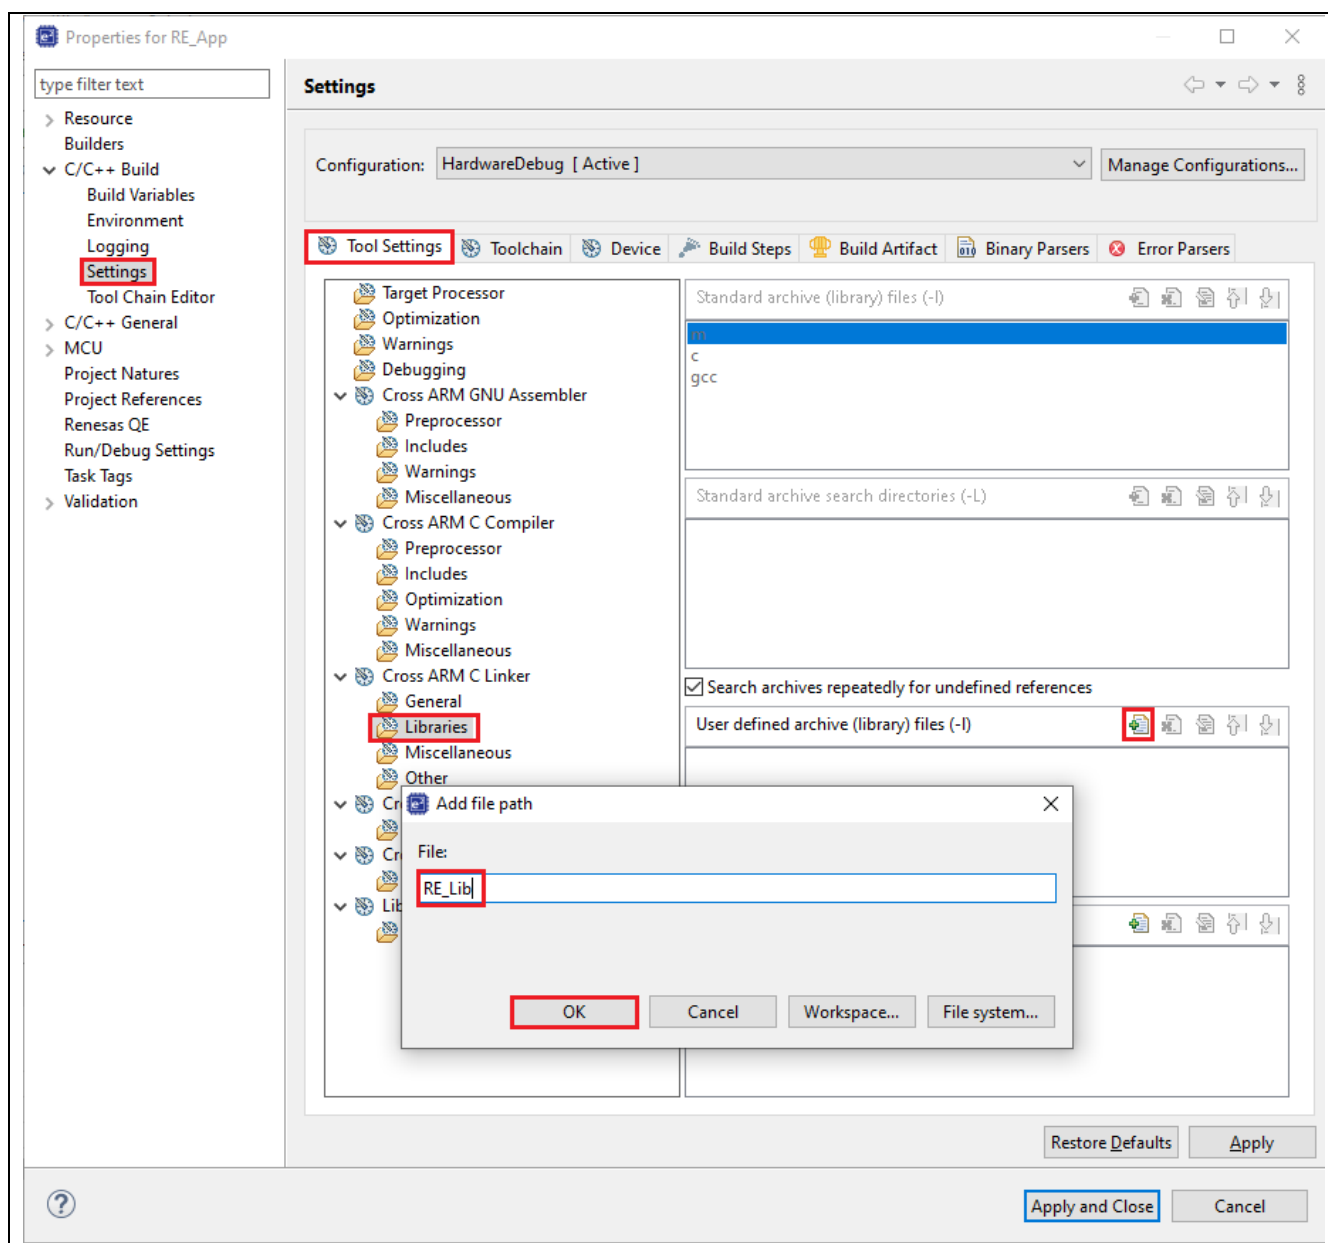 Properties for RE_App
type filter text
Resource
Builders
C/C++ Build
Build Variables
Environment
Logging
Settings
Tool Chain Editor
C/C++ General
MCU
Project Natures
Project References
Renesas QE
Run/Debug Settings
Task Tags
Validation
Settings
Configuration: HardwareDebug [ Active ] Manage Configurations...
Tool Settings Toolchain Device Build Steps Build Artifact Binary Parsers Error Parsers
Target Processor
Optimization
Warnings
Debugging
Cross ARM GNU Assembler
Preprocessor
Includes
Warnings
Miscellaneous
Cross ARM C Compiler
Preprocessor
Includes
Optimization
Warnings
Miscellaneous
Cross ARM C Linker
General
Libraries
Miscellaneous
Other
Standard archive (library) files (-l)
m
c
gcc
Standard archive search directories (-L)
Search archives repeatedly for undefined references
User defined archive (library) files (-l)
Add file path
File:
RE_Lib
OK Cancel Workspace... File system...
Restore Defaults Apply
Apply and Close Cancel